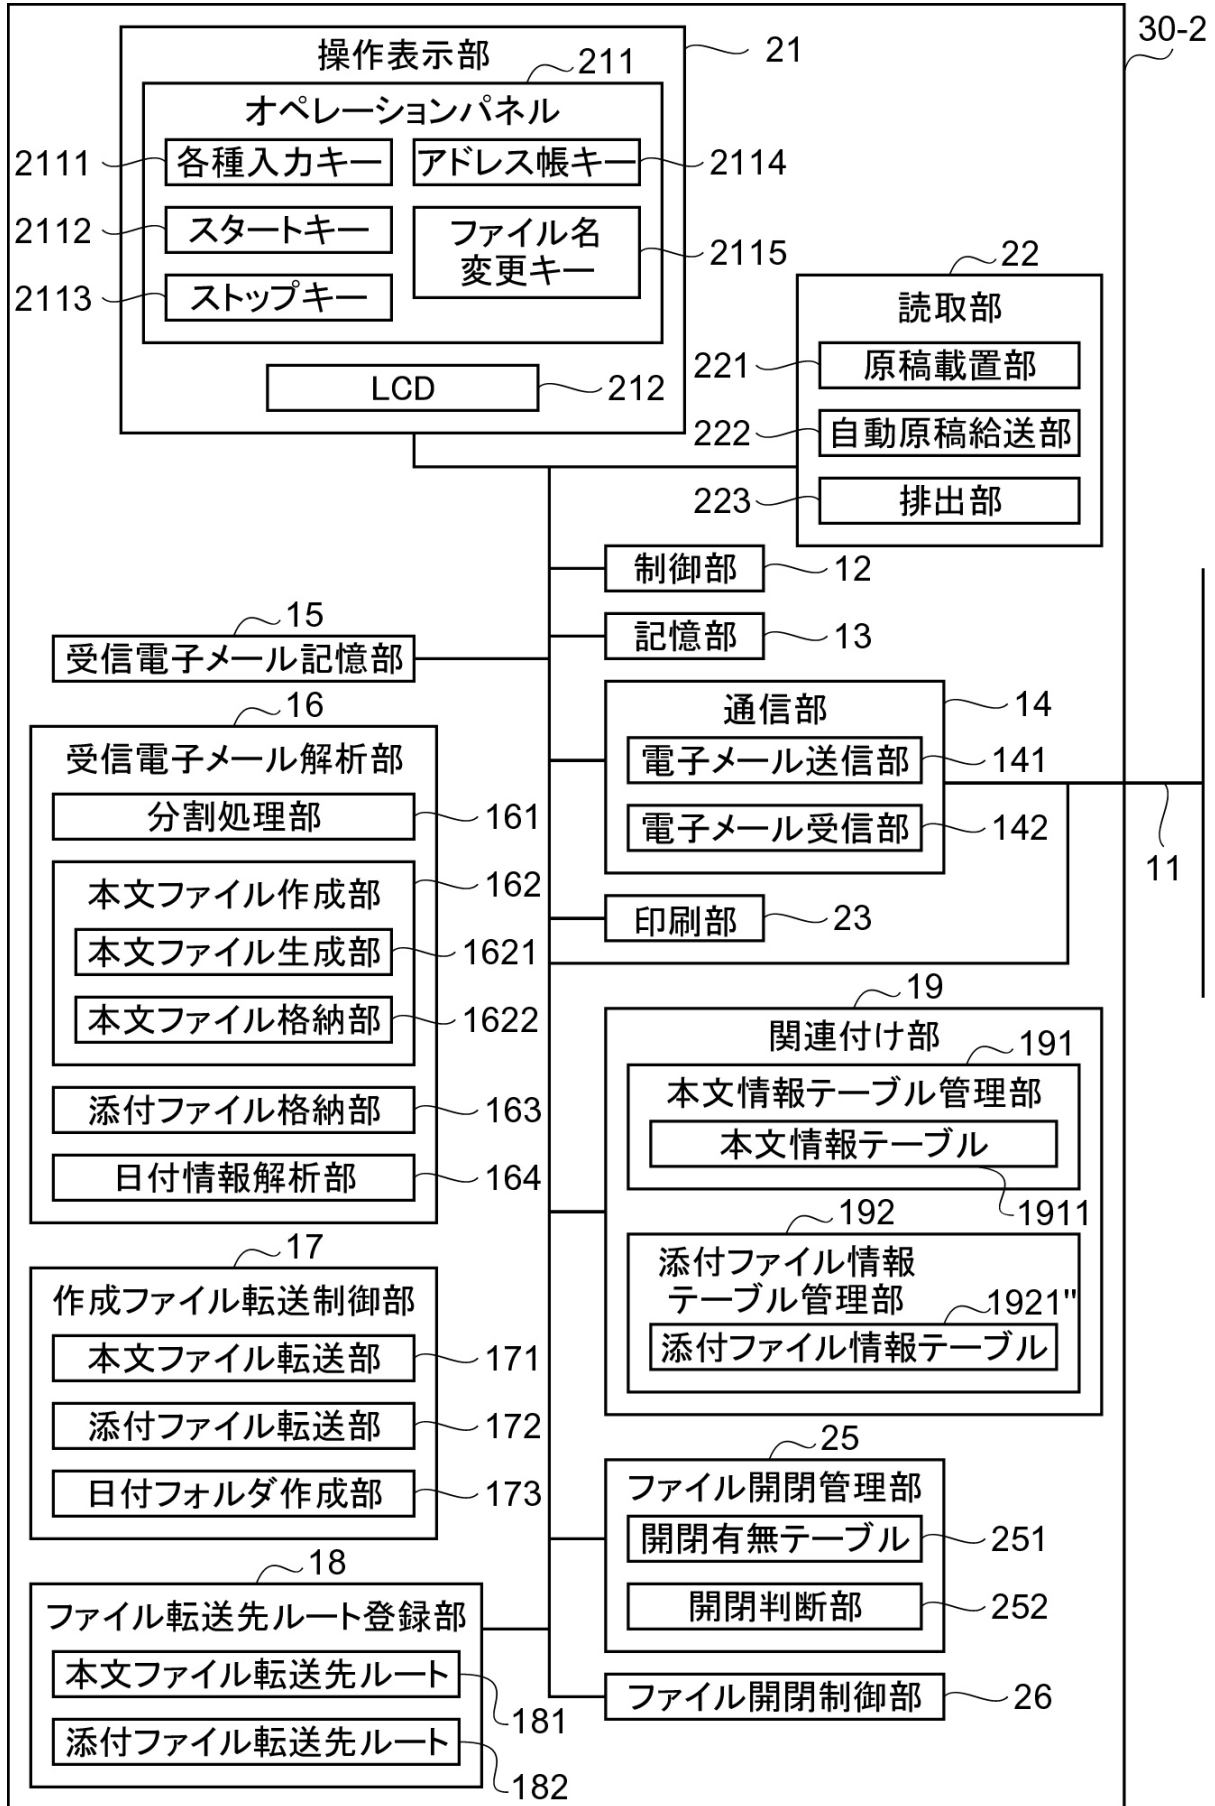 30-2
操作表示部
21
211
オペレーションパネル
2111
各種入力キー
アドレス帳キー
2114
2112
スタートキー
ファイル名
変更キー
2115
2113
ストップキー
LCD
212
22
読取部
221
原稿載置部
222
自動原稿給送部
223
排出部
制御部
12
記憶部
13
15
受信電子メール記憶部
通信部
14
電子メール送信部
141
電子メール受信部
142
11
印刷部
23
16
受信電子メール解析部
分割処理部
161
本文ファイル作成部
162
本文ファイル生成部
1621
本文ファイル格納部
1622
添付ファイル格納部
163
日付情報解析部
164
19
関連付け部
191
本文情報テーブル管理部
本文情報テーブル
1911
192
添付ファイル情報
テーブル管理部
1921"
添付ファイル情報テーブル
17
作成ファイル転送制御部
本文ファイル転送部
171
添付ファイル転送部
172
日付フォルダ作成部
173
25
ファイル開閉管理部
開閉有無テーブル
251
開閉判断部
252
18
ファイル転送先ルート登録部
本文ファイル転送先ルート
181
添付ファイル転送先ルート
182
ファイル開閉制御部
26